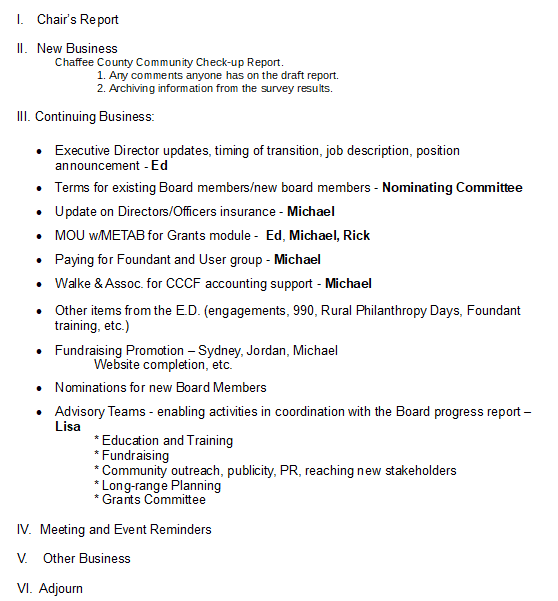 I. Chair's Report
II. New Business
Chaffee County Community Check-up Report.
1. Any comments anyone has on the draft report.
2. Archiving information from the survey results.
III. Continuing Business:
• Executive Director updates, timing of transition, job description, position
announcement - Ed
• Terms for existing Board members/new board members - Nominating Committee
• Update on Directors/Officers insurance - Michael
• MOU w/METAB for Grants module - Ed, Michael, Rick
• Paying for Foundant and User group - Michael
• Walke & Assoc. for CCCF accounting support - Michael
• Other items from the E.D. (engagements, 990, Rural Philanthropy Days, Foundant
training, etc.)
• Fundraising Promotion – Sydney, Jordan, Michael
Website completion, etc.
• Nominations for new Board Members
• Advisory Teams - enabling activities in coordination with the Board progress report –
Lisa
* Education and Training
* Fundraising
* Community outreach, publicity, PR, reaching new stakeholders
* Long-range Planning
* Grants Committee
IV. Meeting and Event Reminders
V. Other Business
VI. Adjourn